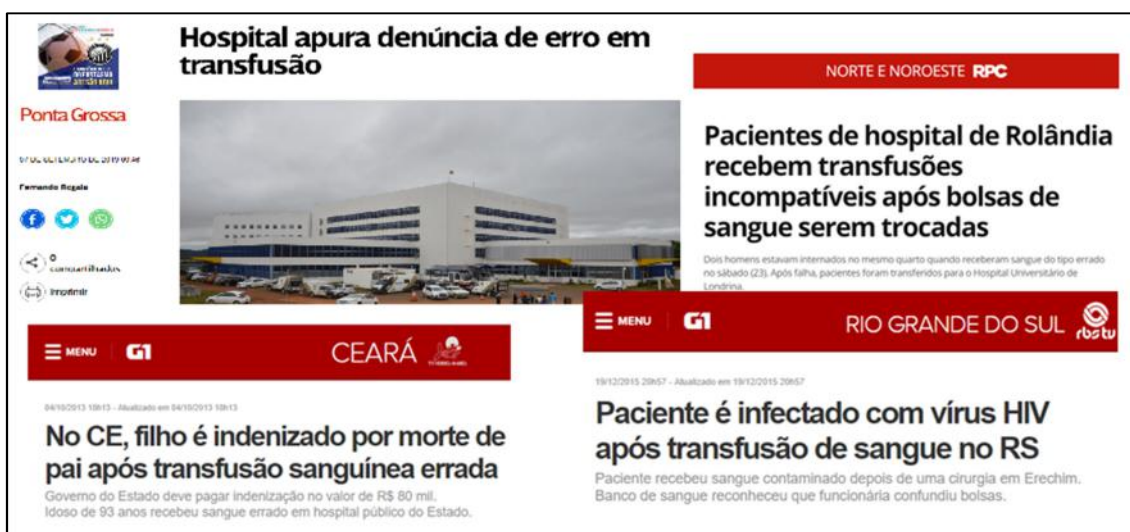 Hospital apura denúncia de erro em
transfusão
Ponta Grossa
0
compartilhados
Imprimir
NORTE E NOROESTE RPC
Pacientes de hospital de Rolândia
recebem transfusões
incompatíveis após bolsas de
sangue serem trocadas
Dois homens estavam internados no mesmo quarto quando receberam sangue do tipo errado
no sábado (23). Após falha, pacientes foram transferidos para o Hospital Universitário de
Londrina.
MENU G1 CEARÁ
04/10/2013 10h13 - Atualizado em 04/10/2013 10h13
No CE, filho é indenizado por morte de
pai após transfusão sanguínea errada
Governo do Estado deve pagar indenização no valor de R$ 80 mil.
Idoso de 93 anos recebeu sangue errado em hospital público do Estado.
MENU G1 RIO GRANDE DO SUL rbs tv
19/12/2015 20h57 - Atualizado em 19/12/2015 20h57
Paciente é infectado com vírus HIV
após transfusão de sangue no RS
Paciente recebeu sangue contaminado depois de uma cirurgia em Erechim.
Banco de sangue reconheceu que funcionária confundiu bolsas.